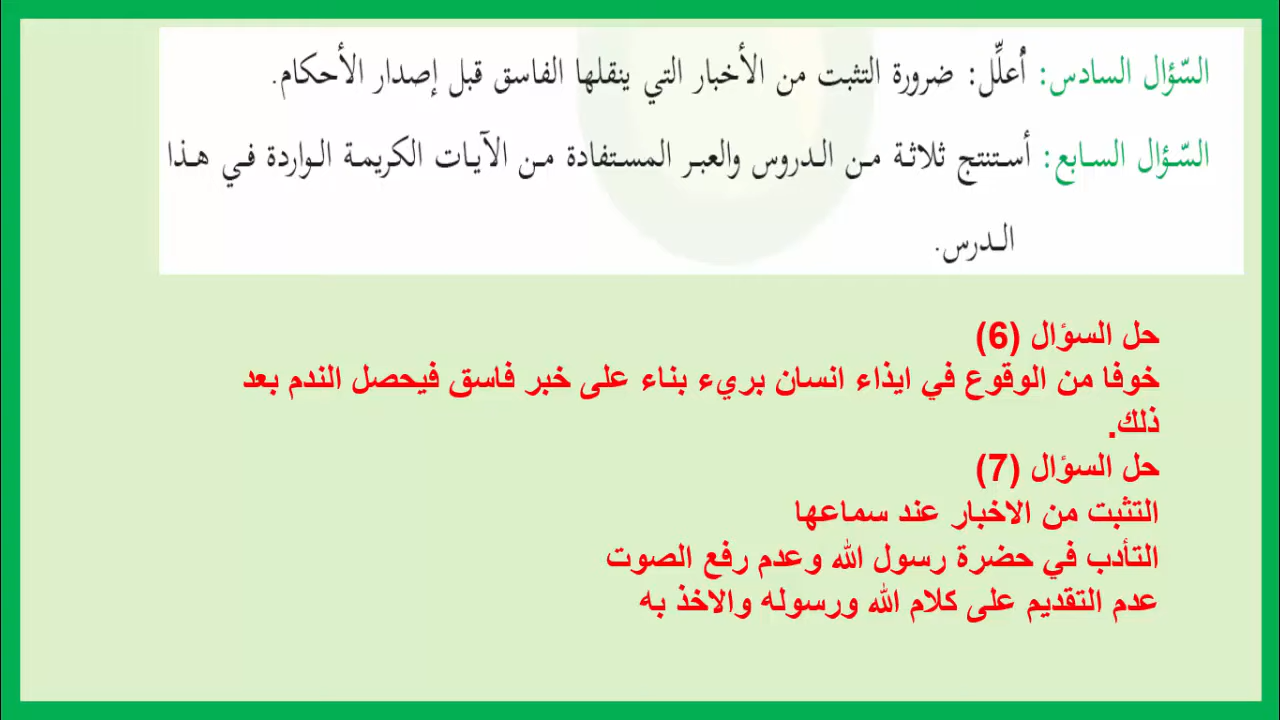 السّؤال السادس: أُعلِّل: ضرورة التثبت من الأخبار التي ينقلها الفاسق قبل إصدار الأحكام.
السّؤال السابع: أستنتج ثلاثة من الدروس والعبر المستفادة من الآيات الكريمة الواردة في هذا
الدرس.
حل السؤال (6)
خوفا من الوقوع في ايذاء انسان بريء بناء على خبر فاسق فيحصل الندم بعد
ذلك.
حل السؤال (7)
التثبت من الاخبار عند سماعها
التأدب في حضرة رسول الله وعدم رفع الصوت
عدم التقديم على كلام الله ورسوله والاخذ به